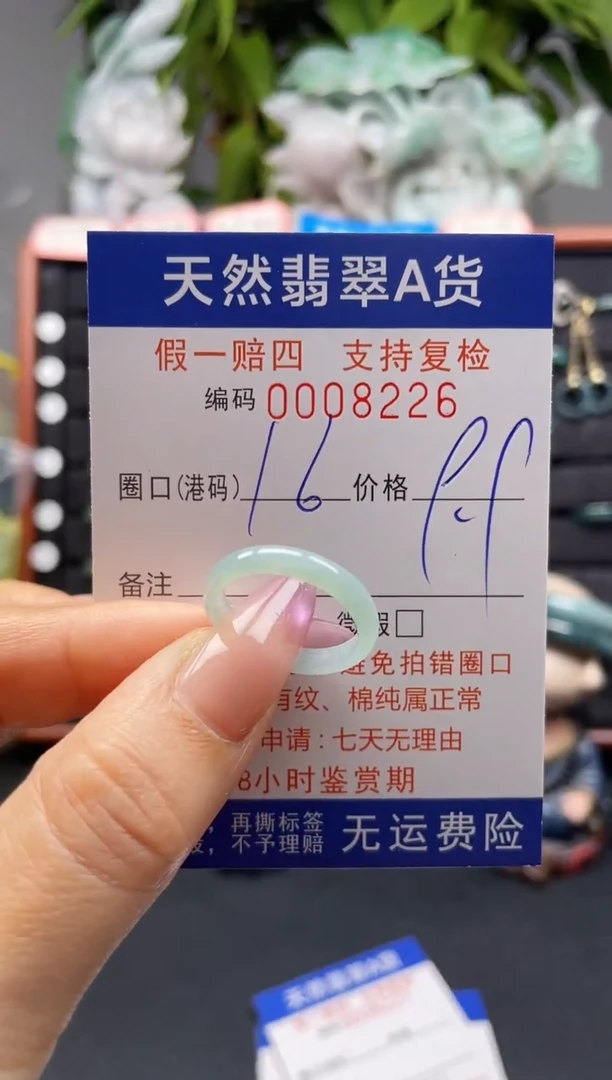 天然翡翠A货
假一赔四 支持复检
编码 0008226
圈口(港码) 16 价格
备注
避免拍错圈口
有纹、棉纯属正常
申请:七天无理由
8小时鉴赏期
再撕标签
不予理赔
无运费险